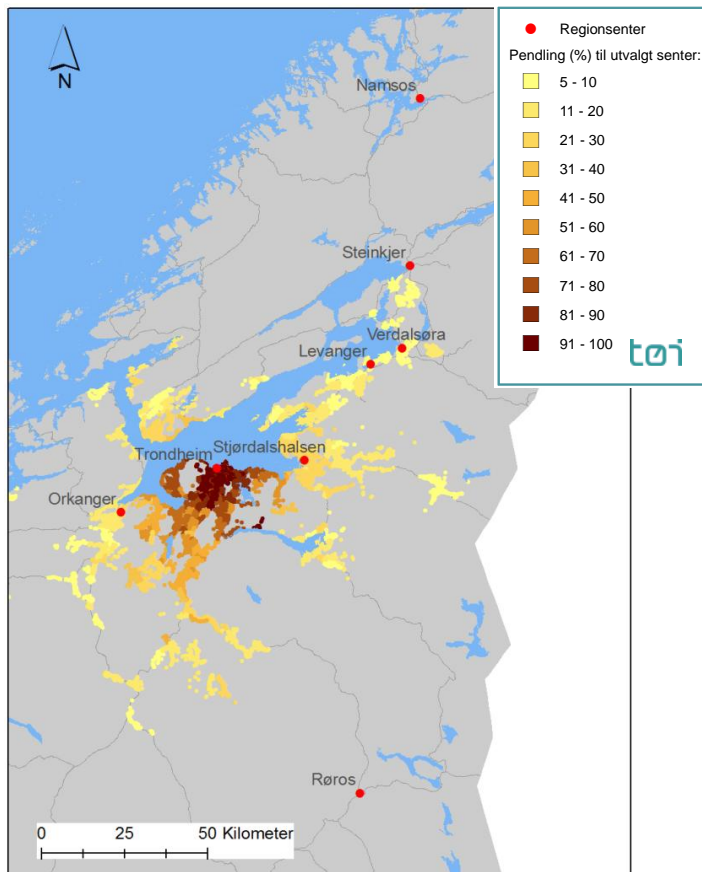 N
Namsos
Steinkjer
Verdalsøra
Levanger
Trondheim
Stjørdalshalsen
Orkanger
Røros
0 25 50 Kilometer
Regionsenter
Pendling (%) til utvalgt senter:
5 - 10
11 - 20
21 - 30
31 - 40
41 - 50
51 - 60
61 - 70
71 - 80
81 - 90
91 - 100
tøi